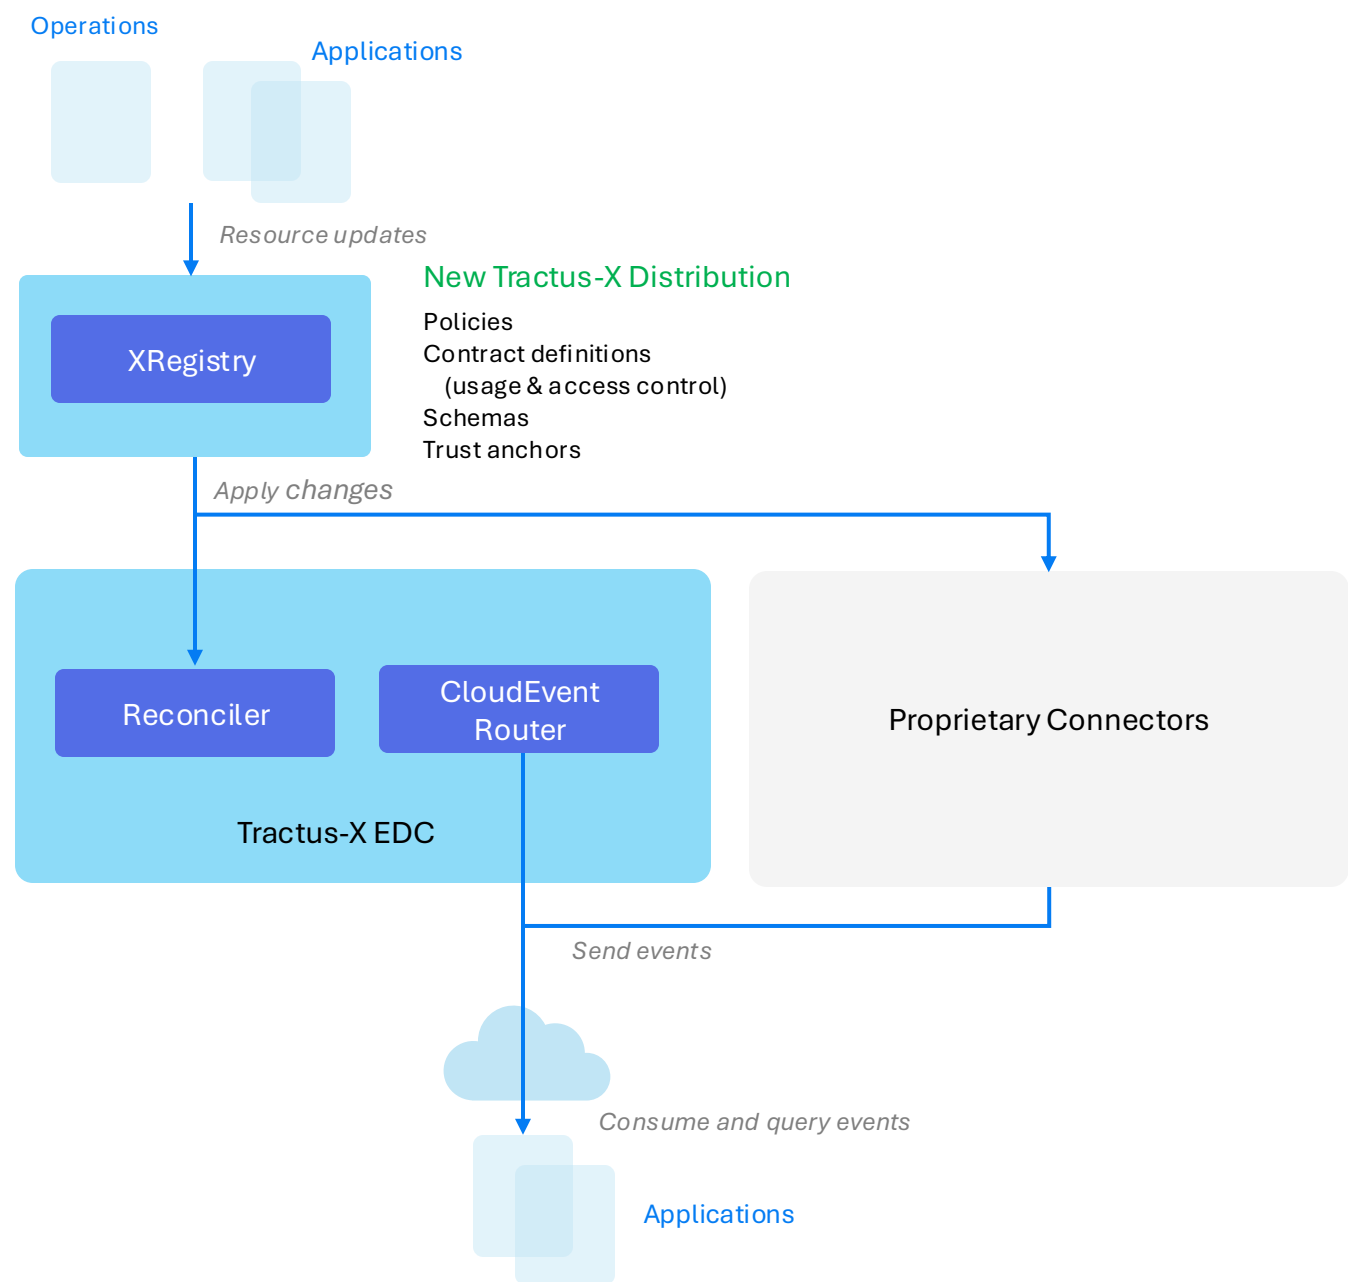 Operations
Applications
Resource updates
New Tractus-X Distribution
Policies
Contract definitions
(usage & access control)
Schemas
Trust anchors
XRegistry
Apply changes
Reconciler
CloudEvent
Router
Tractus-X EDC
Proprietary Connectors
Send events
Consume and query events
Applications